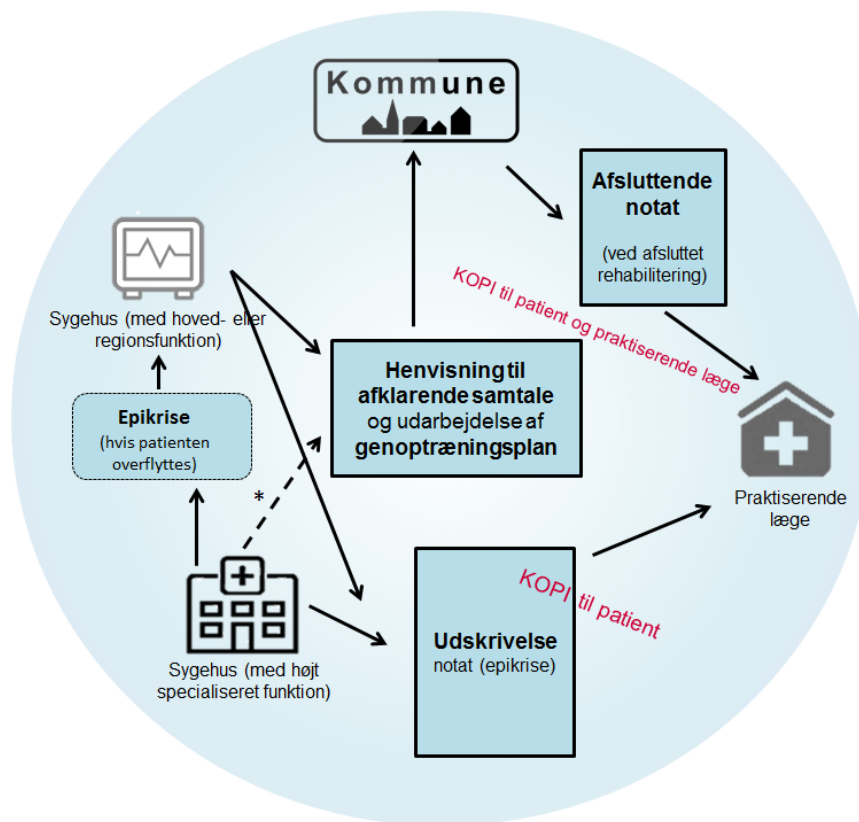 Kommune
Afsluttende
notat
(ved afsluttet
rehabilitering)
KOPI til patient og praktiserende læge
Sygehus (med hoved- eller
regionsfunktion)
Henvisning til
afklarende samtale
og udarbejdelse af
genoptræningsplan
Epikrise
(hvis patienten
overflyttes)
*
Praktiserende
læge
KOPI til patient
Udskrivelse
notat (epikrise)
Sygehus (med højt
specialiseret funktion)